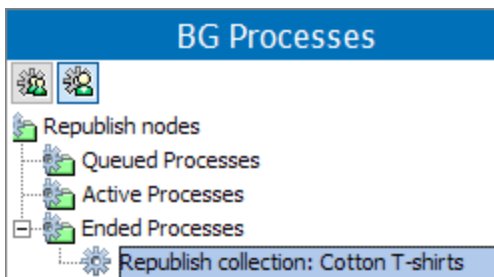 BG Processes
Republish nodes
Queued Processes
Active Processes
Ended Processes
Republish collection: Cotton T-shirts